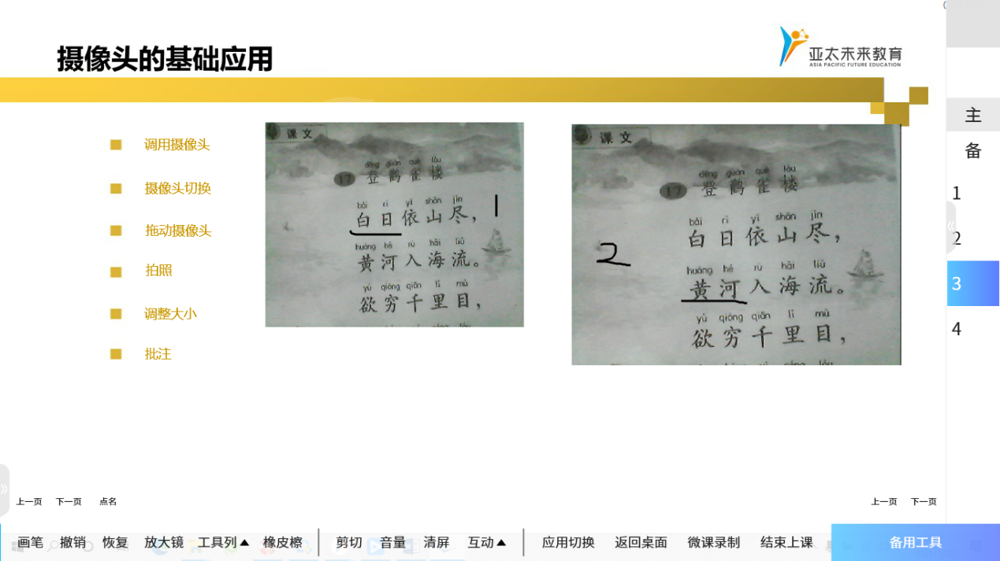 摄像头的基础应用
亚太未来教育
ASIA PACIFIC FUTURE EDUCATION
调用摄像头
摄像头切换
拖动摄像头
拍照
调整大小
批注
课文
dēng guàn què lóu
17 登鹳雀楼
bái rì yī shān jìn
白日依山尽，
1
huáng hé rù hǎi liú
黄河入海流。
yù qióng qiān lǐ mù
欲穷千里目，
课文
dēng guàn què lóu
17 登鹳雀楼
bái rì yī shān jìn
白日依山尽，
2
huáng hé rù hǎi liú
黄河入海流。
yù qióng qiān lǐ mù
欲穷千里目，
主
备
1
2
3
4
上一页 下一页 点名
上一页 下一页
画笔 撤销 恢复 放大镜 工具列▲ 橡皮檫 剪切 音量 清屏 互动▲ 应用切换 返回桌面 微课录制 结束上课 备用工具